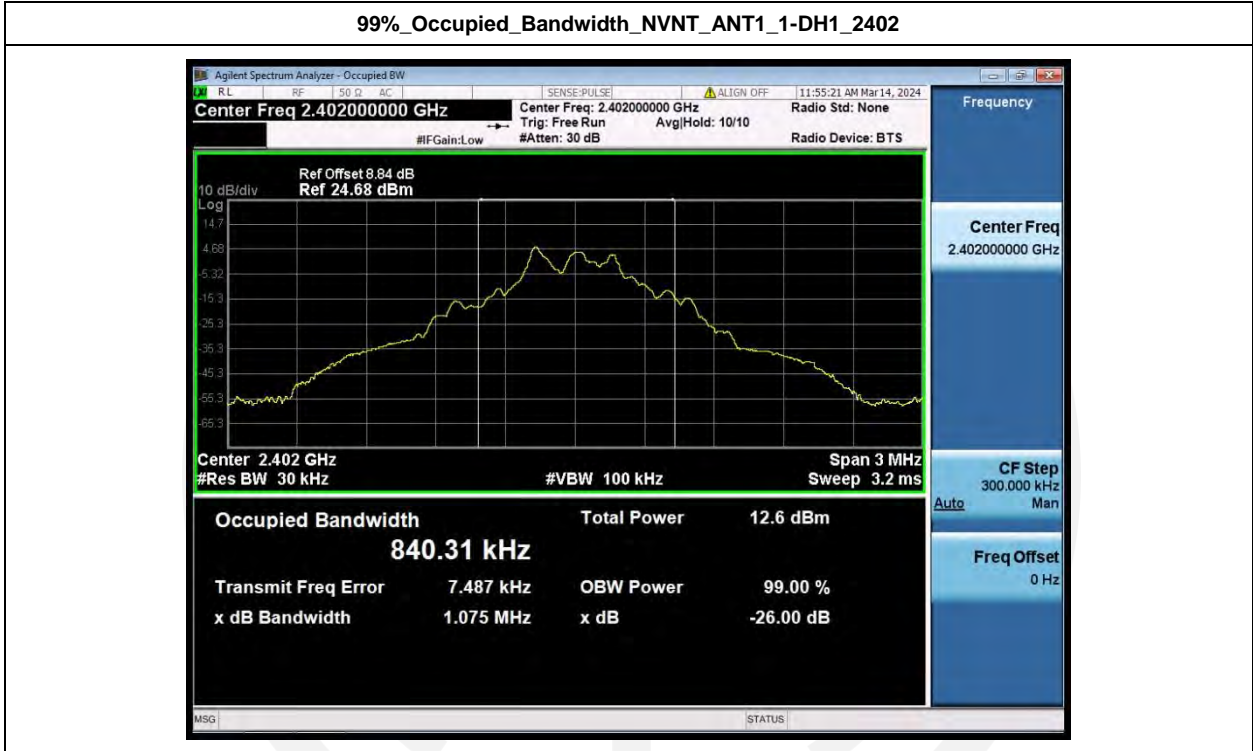 99%_Occupied_Bandwidth_NVNT_ANT1_1-DH1_2402
Agilent Spectrum Analyzer - Occupied BW
LXI RL RF 50 Ω AC SENSE:PULSE ALIGN OFF 11:55:21 AM Mar 14, 2024
Center Freq 2.402000000 GHz
Center Freq: 2.402000000 GHz
Radio Std: None
Trig: Free Run Avg|Hold: 10/10
#IFGain:Low
#Atten: 30 dB
Radio Device: BTS
Ref Offset 8.84 dB
10 dB/div Ref 24.68 dBm
Log
14.7
4.68
-5.32
-15.3
-25.3
-35.3
-45.3
-55.3
-65.3
Center 2.402 GHz Span 3 MHz
#Res BW 30 kHz #VBW 100 kHz Sweep 3.2 ms
Occupied Bandwidth Total Power 12.6 dBm
840.31 kHz
Transmit Freq Error 7.487 kHz OBW Power 99.00 %
x dB Bandwidth 1.075 MHz x dB -26.00 dB
Frequency
Center Freq
2.402000000 GHz
CF Step
300.000 kHz
Auto Man
Freq Offset
0 Hz
MSG STATUS